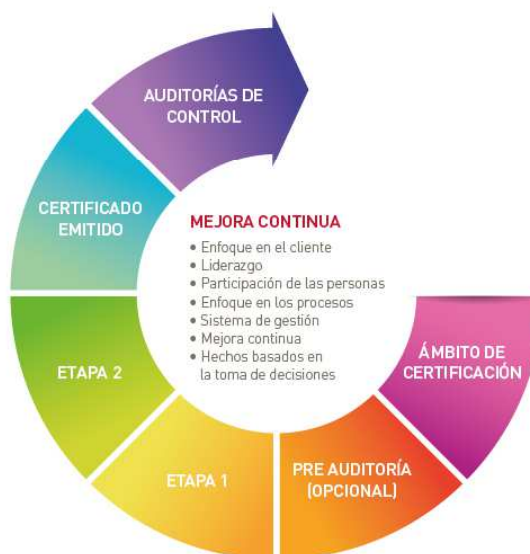 AUDITORÍAS DE
CONTROL
CERTIFICADO
EMITIDO
MEJORA CONTINUA
• Enfoque en el cliente
• Liderazgo
• Participación de las personas
• Enfoque en los procesos
• Sistema de gestión
• Mejora continua
• Hechos basados en
la toma de decisiones
ÁMBITO DE
CERTIFICACIÓN
ETAPA 2
ETAPA 1
PRE AUDITORÍA
(OPCIONAL)